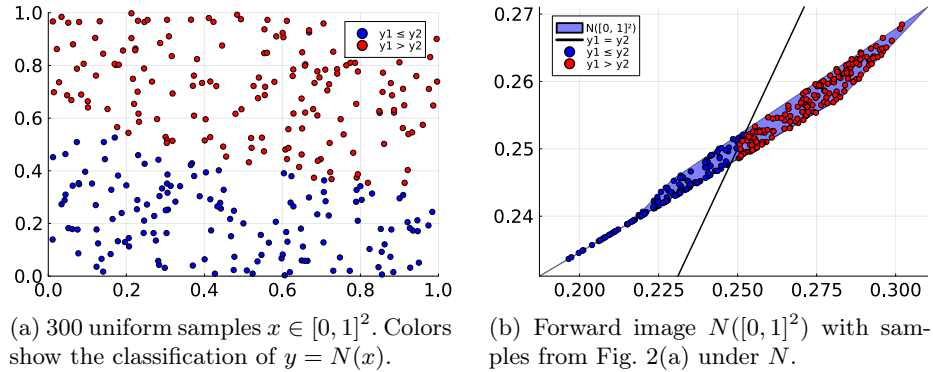 1.0
0.8
0.6
0.4
0.2
0.0
0.0 0.2 0.4 0.6 0.8 1.0
y1 ≤ y2
y1 > y2
(a) 300 uniform samples x ∈ [0, 1]². Colors
show the classification of y = N(x).
0.27
0.26
0.25
0.24
0.200 0.225 0.250 0.275 0.300
N([0, 1]²)
y1 = y2
y1 ≤ y2
y1 > y2
(b) Forward image N([0, 1]²) with sam-
ples from Fig. 2(a) under N.